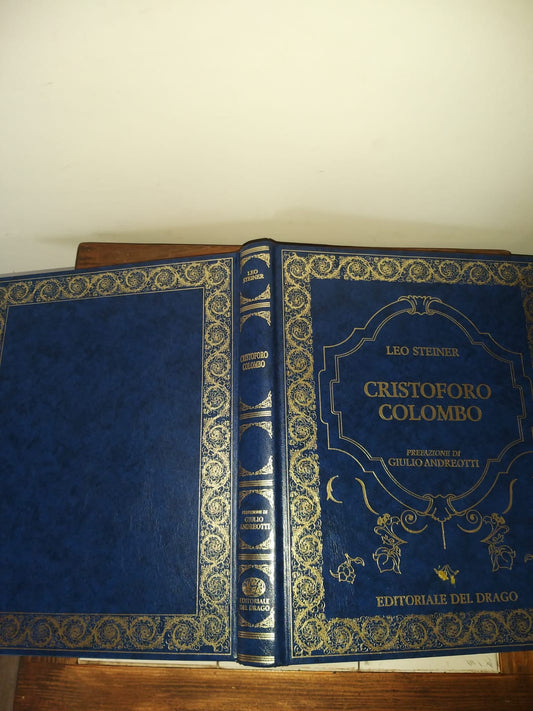 LEO
STEINER
CRISTOFORO
COLOMBO
PREFAZIONE DI
GIULIO
ANDREOTTI
EDITORIALE
DEL DRAGO
LEO STEINER
CRISTOFORO
COLOMBO
PREFAZIONE DI
GIULIO ANDREOTTI
EDITORIALE DEL DRAGO